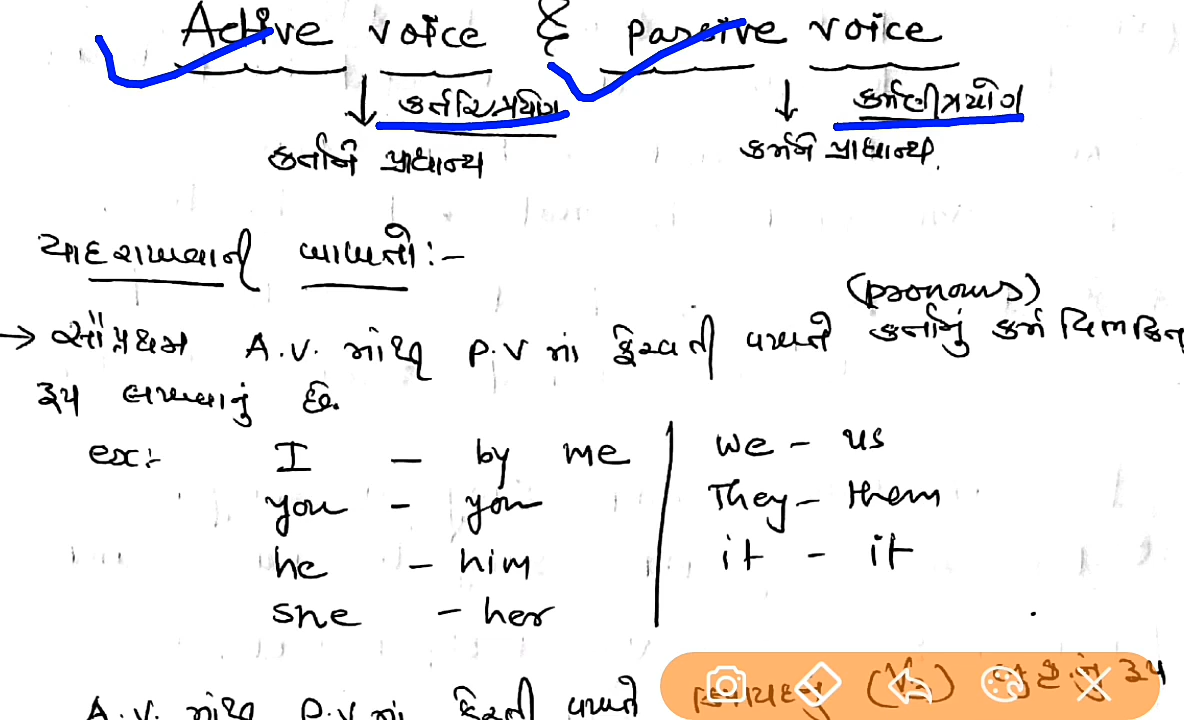 Active voice & passive voice
કર્તરિપ્રયોગ કર્મણીપ્રયોગ
કર્તાને પ્રાધાન્ય કર્મને પ્રાધાન્ય.
યાદ રાખવાની બાબતો :-
(pronouns)
→ સૌ પ્રથમ A.V. માંથી P.V માં ફેરવતી વખતે કર્તાનું કર્મ વિભક્તિ
રૂપ લખવાનું છે.
ex:- I - by me we - us
you - you They - them
he - him it - it
she - her
A.V. માંથી P.V માં ફેરવતી વખતે ક્રિયાપદનું રૂપ